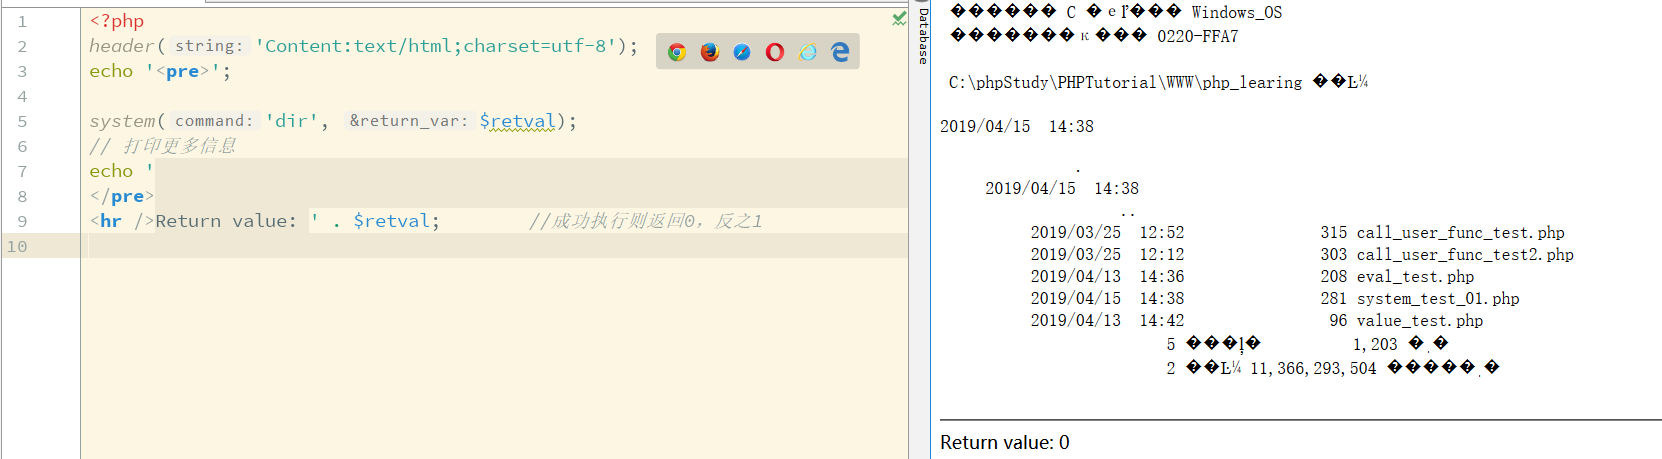 1 <?php
2 header( string: 'Content:text/html;charset=utf-8');
3 echo '<pre>';
4
5 system( command: 'dir', &return_var: $retval);
6 // 打印更多信息
7 echo '
8 </pre>
9 <hr />Return value: ' . $retval; //成功执行则返回0，反之1
10
Database
������ C �еľ��� Windows_OS
�������к��� 0220-FFA7
C:\phpStudy\PHPTutorial\WWW\php_learing ��Ŀ¼
2019/04/15 14:38
.
2019/04/15 14:38
..
2019/03/25 12:52 315 call_user_func_test.php
2019/03/25 12:12 303 call_user_func_test2.php
2019/04/13 14:36 208 eval_test.php
2019/04/15 14:38 281 system_test_01.php
2019/04/13 14:42 96 value_test.php
5 ���ļ� 1,203 �ֽ�
2 ��Ŀ¼ 11,366,293,504 �����ֽ�
Return value: 0